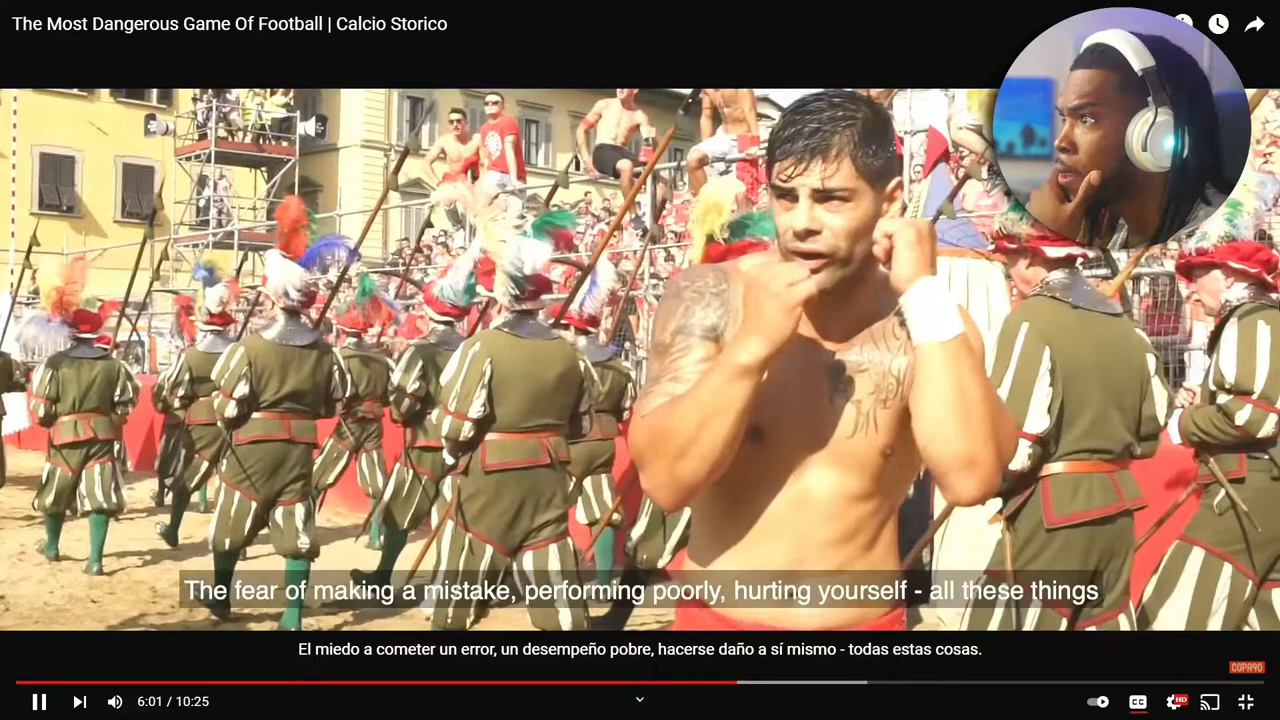 The Most Dangerous Game Of Football | Calcio Storico
The fear of making a mistake, performing poorly, hurting yourself - all these things
El miedo a cometer un error, un desempeño pobre, hacerse daño a sí mismo - todas estas cosas.
COPA90
6:01 / 10:25
CC
HD